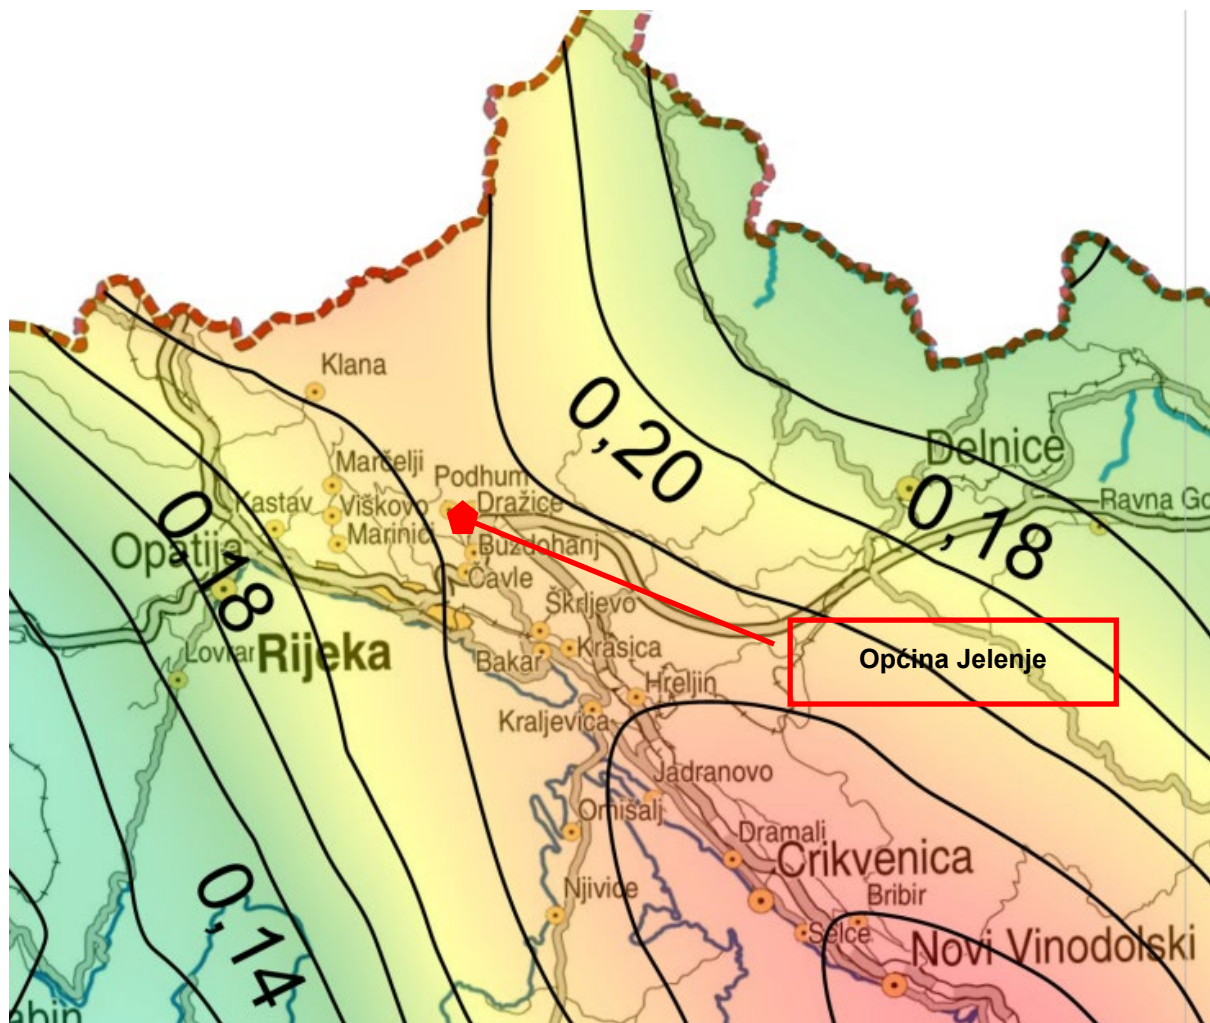 Klana
0,20
Delnice
Marčelji
Podhum
Kastav
Viškovo
Dražice
0,18
Ravna Go
Marinići
Opatija
0,18
Buzdohanj
Čavle
Škrljevo
Lovran
Rijeka
Bakar
Krasica
Općina Jelenje
Hreljin
Kraljevica
Jadranovo
Omišalj
Dramalj
Crikvenica
0,14
Njivice
Bribir
Selce
Novi Vinodolski
abin